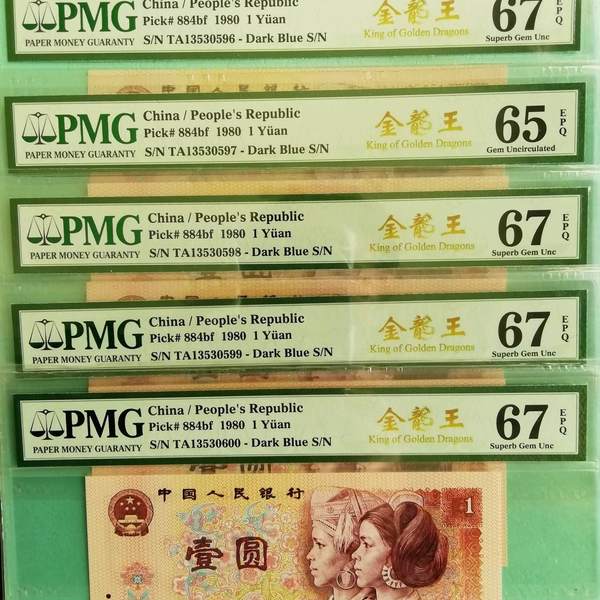 PMG
PAPER MONEY GUARANTY
China / People's Republic
Pick# 884bf 1980 1 Yüan
S/N TA13530596 - Dark Blue S/N
金龍王
King of Golden Dragons
67
EPQ
Superb Gem Unc
PMG
PAPER MONEY GUARANTY
China / People's Republic
Pick# 884bf 1980 1 Yüan
S/N TA13530597 - Dark Blue S/N
金龍王
King of Golden Dragons
65
EPQ
Gem Uncirculated
PMG
PAPER MONEY GUARANTY
China / People's Republic
Pick# 884bf 1980 1 Yüan
S/N TA13530598 - Dark Blue S/N
金龍王
King of Golden Dragons
67
EPQ
Superb Gem Unc
PMG
PAPER MONEY GUARANTY
China / People's Republic
Pick# 884bf 1980 1 Yüan
S/N TA13530599 - Dark Blue S/N
金龍王
King of Golden Dragons
67
EPQ
Superb Gem Unc
PMG
PAPER MONEY GUARANTY
China / People's Republic
Pick# 884bf 1980 1 Yüan
S/N TA13530600 - Dark Blue S/N
金龍王
King of Golden Dragons
67
EPQ
Superb Gem Unc
中国人民银行
1
壹圆